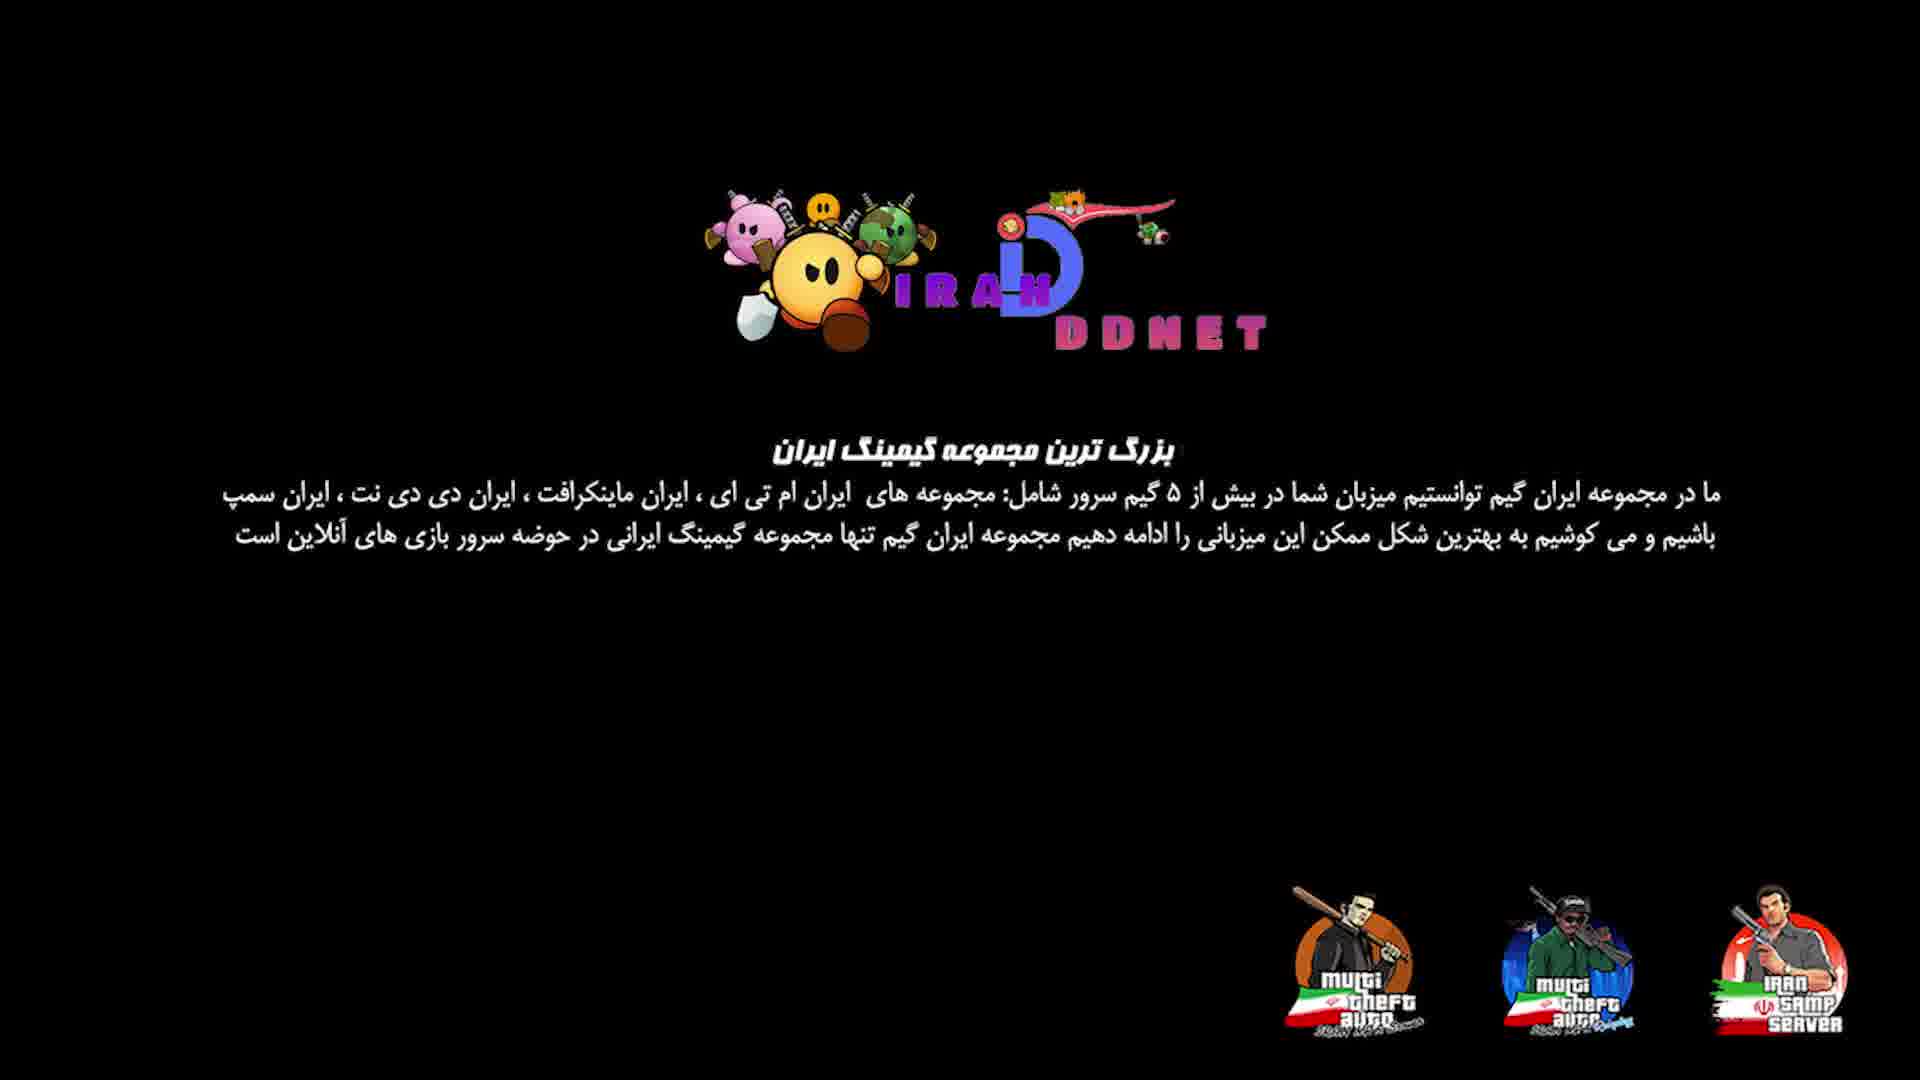 IRAN
DDNET
بزرگ ترین مجموعه گیمینگ ایران
ما در مجموعه ایران گیم توانستیم میزبان شما در بیش از ۵ گیم سرور شامل: مجموعه های ایران ام تی ای ، ایران ماینکرافت ، ایران دی دی نت ، ایران سمپ
باشیم و می کوشیم به بهترین شکل ممکن این میزبانی را ادامه دهیم مجموعه ایران گیم تنها مجموعه گیمینگ ایرانی در حوضه سرور بازی های آنلاین است
multi
theft
auto
multi
theft
auto
IRAN
SAMP
SERVER